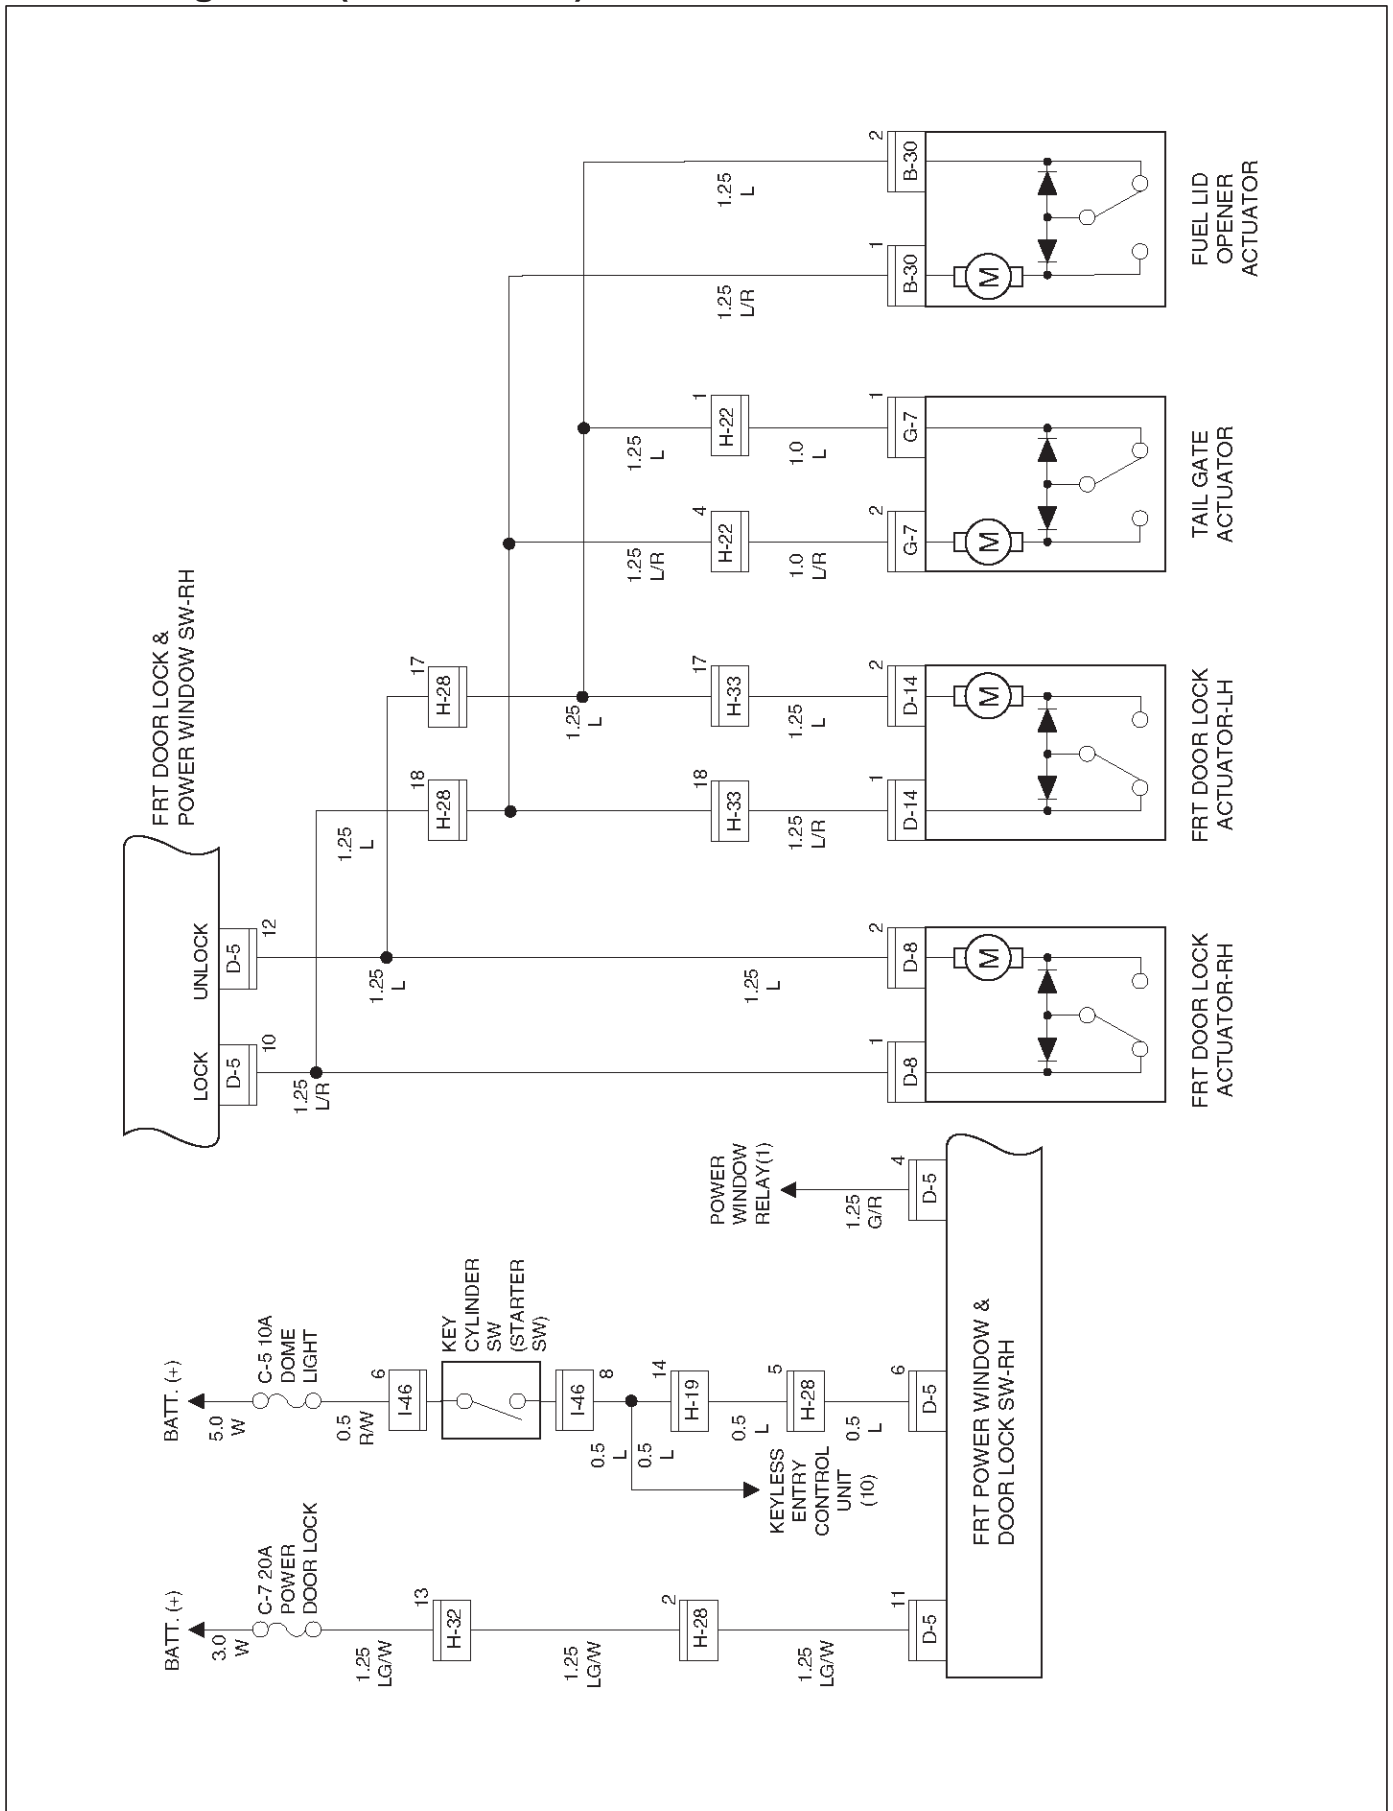 FRT DOOR LOCK &
POWER WINDOW SW-RH
LOCK
UNLOCK
D-5
10
D-5
12
1.25
L/R
1.25
L
1.25
L
1.25
L
H-28
18
H-28
17
1.25
L
H-33
18
H-33
17
1.25
L/R
1.25
L
1.25
L/R
1.25
L
H-22
4
H-22
1
1.0
L/R
1.0
L
1.25
L/R
1.25
L
D-8
1
D-8
2
M
FRT DOOR LOCK
ACTUATOR-RH
D-14
1
D-14
2
M
FRT DOOR LOCK
ACTUATOR-LH
G-7
2
G-7
1
M
TAIL GATE
ACTUATOR
B-30
1
B-30
2
M
FUEL LID
OPENER
ACTUATOR
BATT. (+)
3.0
W
C-7 20A
POWER
DOOR LOCK
1.25
LG/W
H-32
13
1.25
LG/W
H-28
2
1.25
LG/W
D-5
11
BATT. (+)
5.0
W
C-5 10A
DOME
LIGHT
0.5
R/W
I-46
6
KEY
CYLINDER
SW
(STARTER
SW)
I-46
8
0.5
L
0.5
L
H-19
14
0.5
L
H-28
5
0.5
L
D-5
6
KEYLESS
ENTRY
CONTROL
UNIT
(10)
POWER
WINDOW
RELAY(1)
1.25
G/R
D-5
4
FRT POWER WINDOW &
DOOR LOCK SW-RH